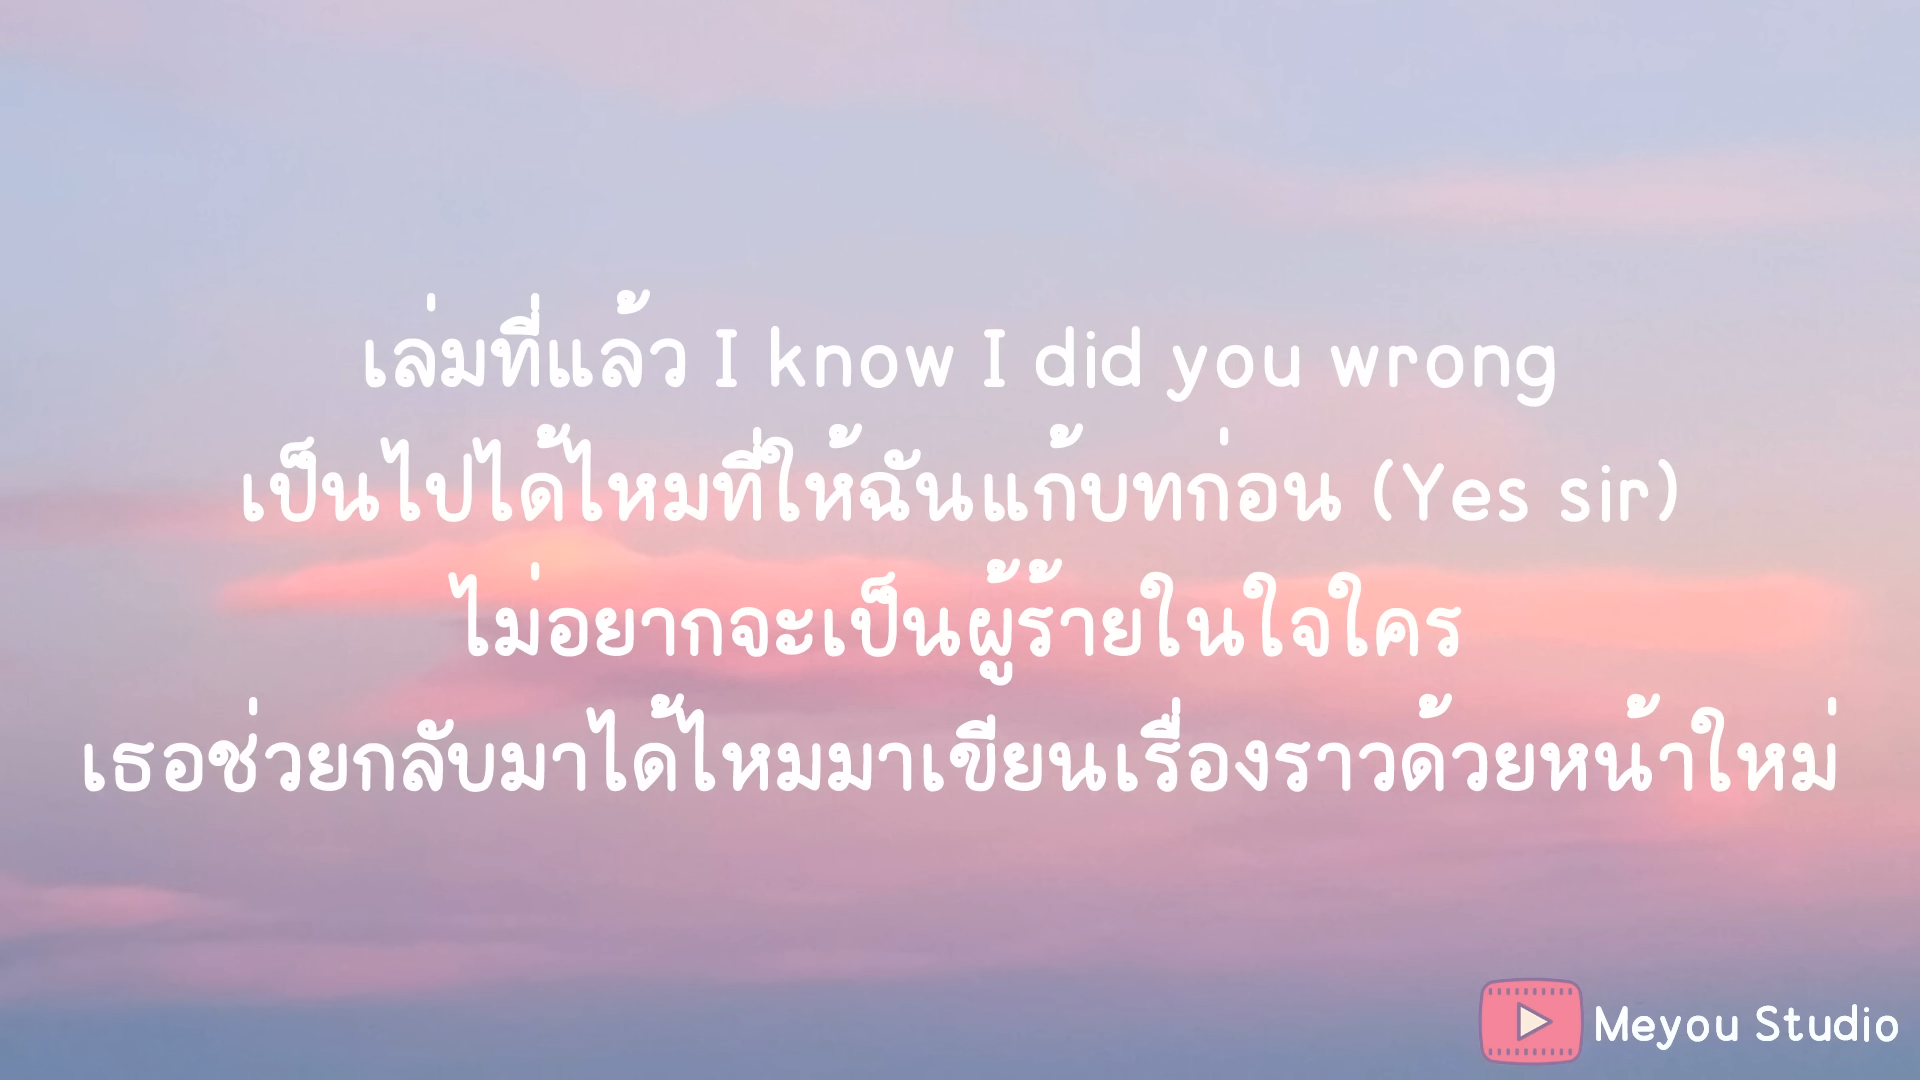 เล่มที่แล้ว I know I did you wrong
เป็นไปได้ไหมที่ให้ฉันแก้บทก่อน (Yes sir)
ไม่อยากจะเป็นผู้ร้ายในใจใคร
เธอช่วยกลับมาได้ไหมมาเขียนเรื่องราวด้วยหน้าใหม่
Meyou Studio